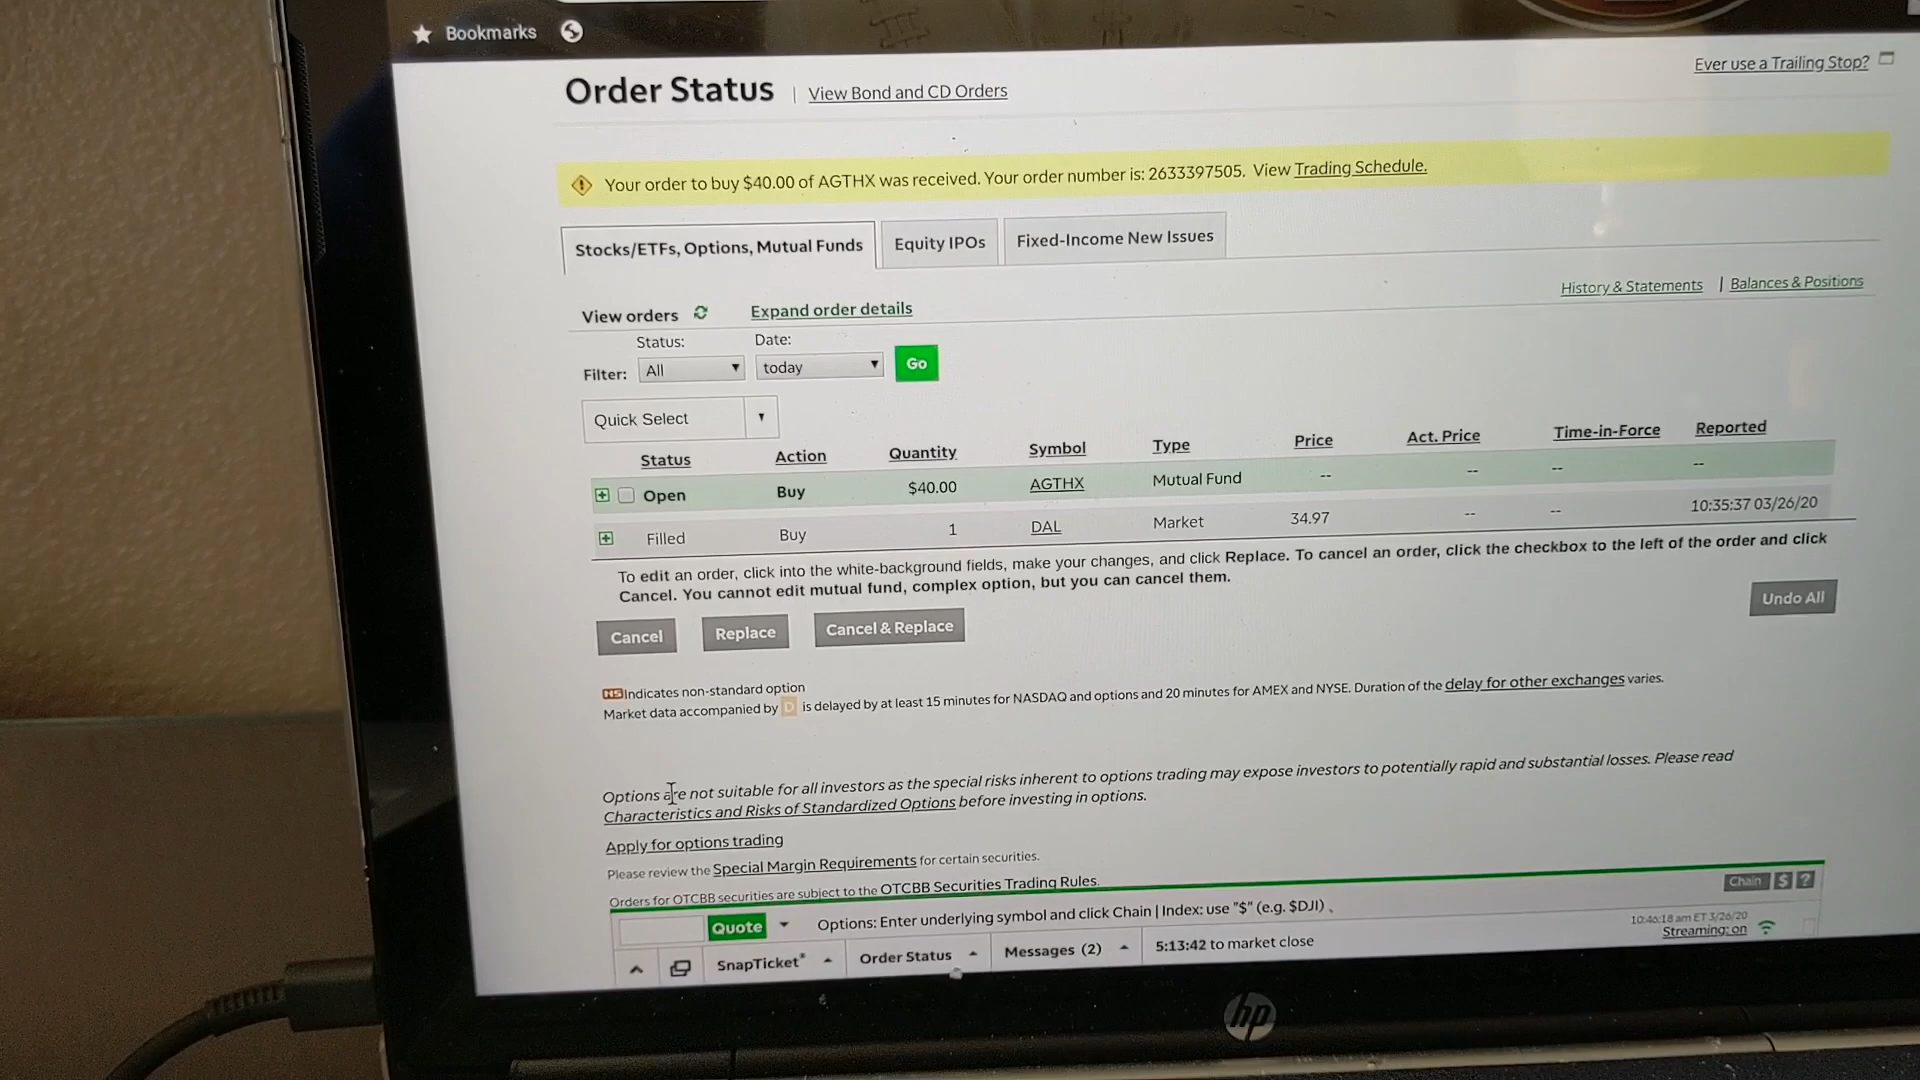 Bookmarks
Order Status | View Bond and CD Orders
Ever use a Trailing Stop?
Your order to buy $40.00 of AGTHX was received. Your order number is: 2633397505. View Trading Schedule.
Stocks/ETFs, Options, Mutual Funds
Equity IPOs
Fixed-Income New Issues
History & Statements | Balances & Positions
View orders
Expand order details
Status:
Date:
Filter: All
today
Go
Quick Select
Status Action Quantity Symbol Type Price Act. Price Time-in-Force Reported
Open Buy $40.00 AGTHX Mutual Fund -- -- -- --
Filled Buy 1 DAL Market 34.97 -- -- 10:35:37 03/26/20
To edit an order, click into the white-background fields, make your changes, and click Replace. To cancel an order, click the checkbox to the left of the order and click
Cancel. You cannot edit mutual fund, complex option, but you can cancel them.
Cancel
Replace
Cancel & Replace
Undo All
NS Indicates non-standard option
Market data accompanied by D is delayed by at least 15 minutes for NASDAQ and options and 20 minutes for AMEX and NYSE. Duration of the delay for other exchanges varies.
Options are not suitable for all investors as the special risks inherent to options trading may expose investors to potentially rapid and substantial losses. Please read
Characteristics and Risks of Standardized Options before investing in options.
Apply for options trading
Please review the Special Margin Requirements for certain securities.
Orders for OTCBB securities are subject to the OTCBB Securities Trading Rules.
Chain $ ?
Quote
Options: Enter underlying symbol and click Chain | Index: use "$" (e.g. $DJI)
10:46:18 am ET 3/26/20
Streaming: on
SnapTicket®
Order Status
Messages (2)
5:13:42 to market close
hp